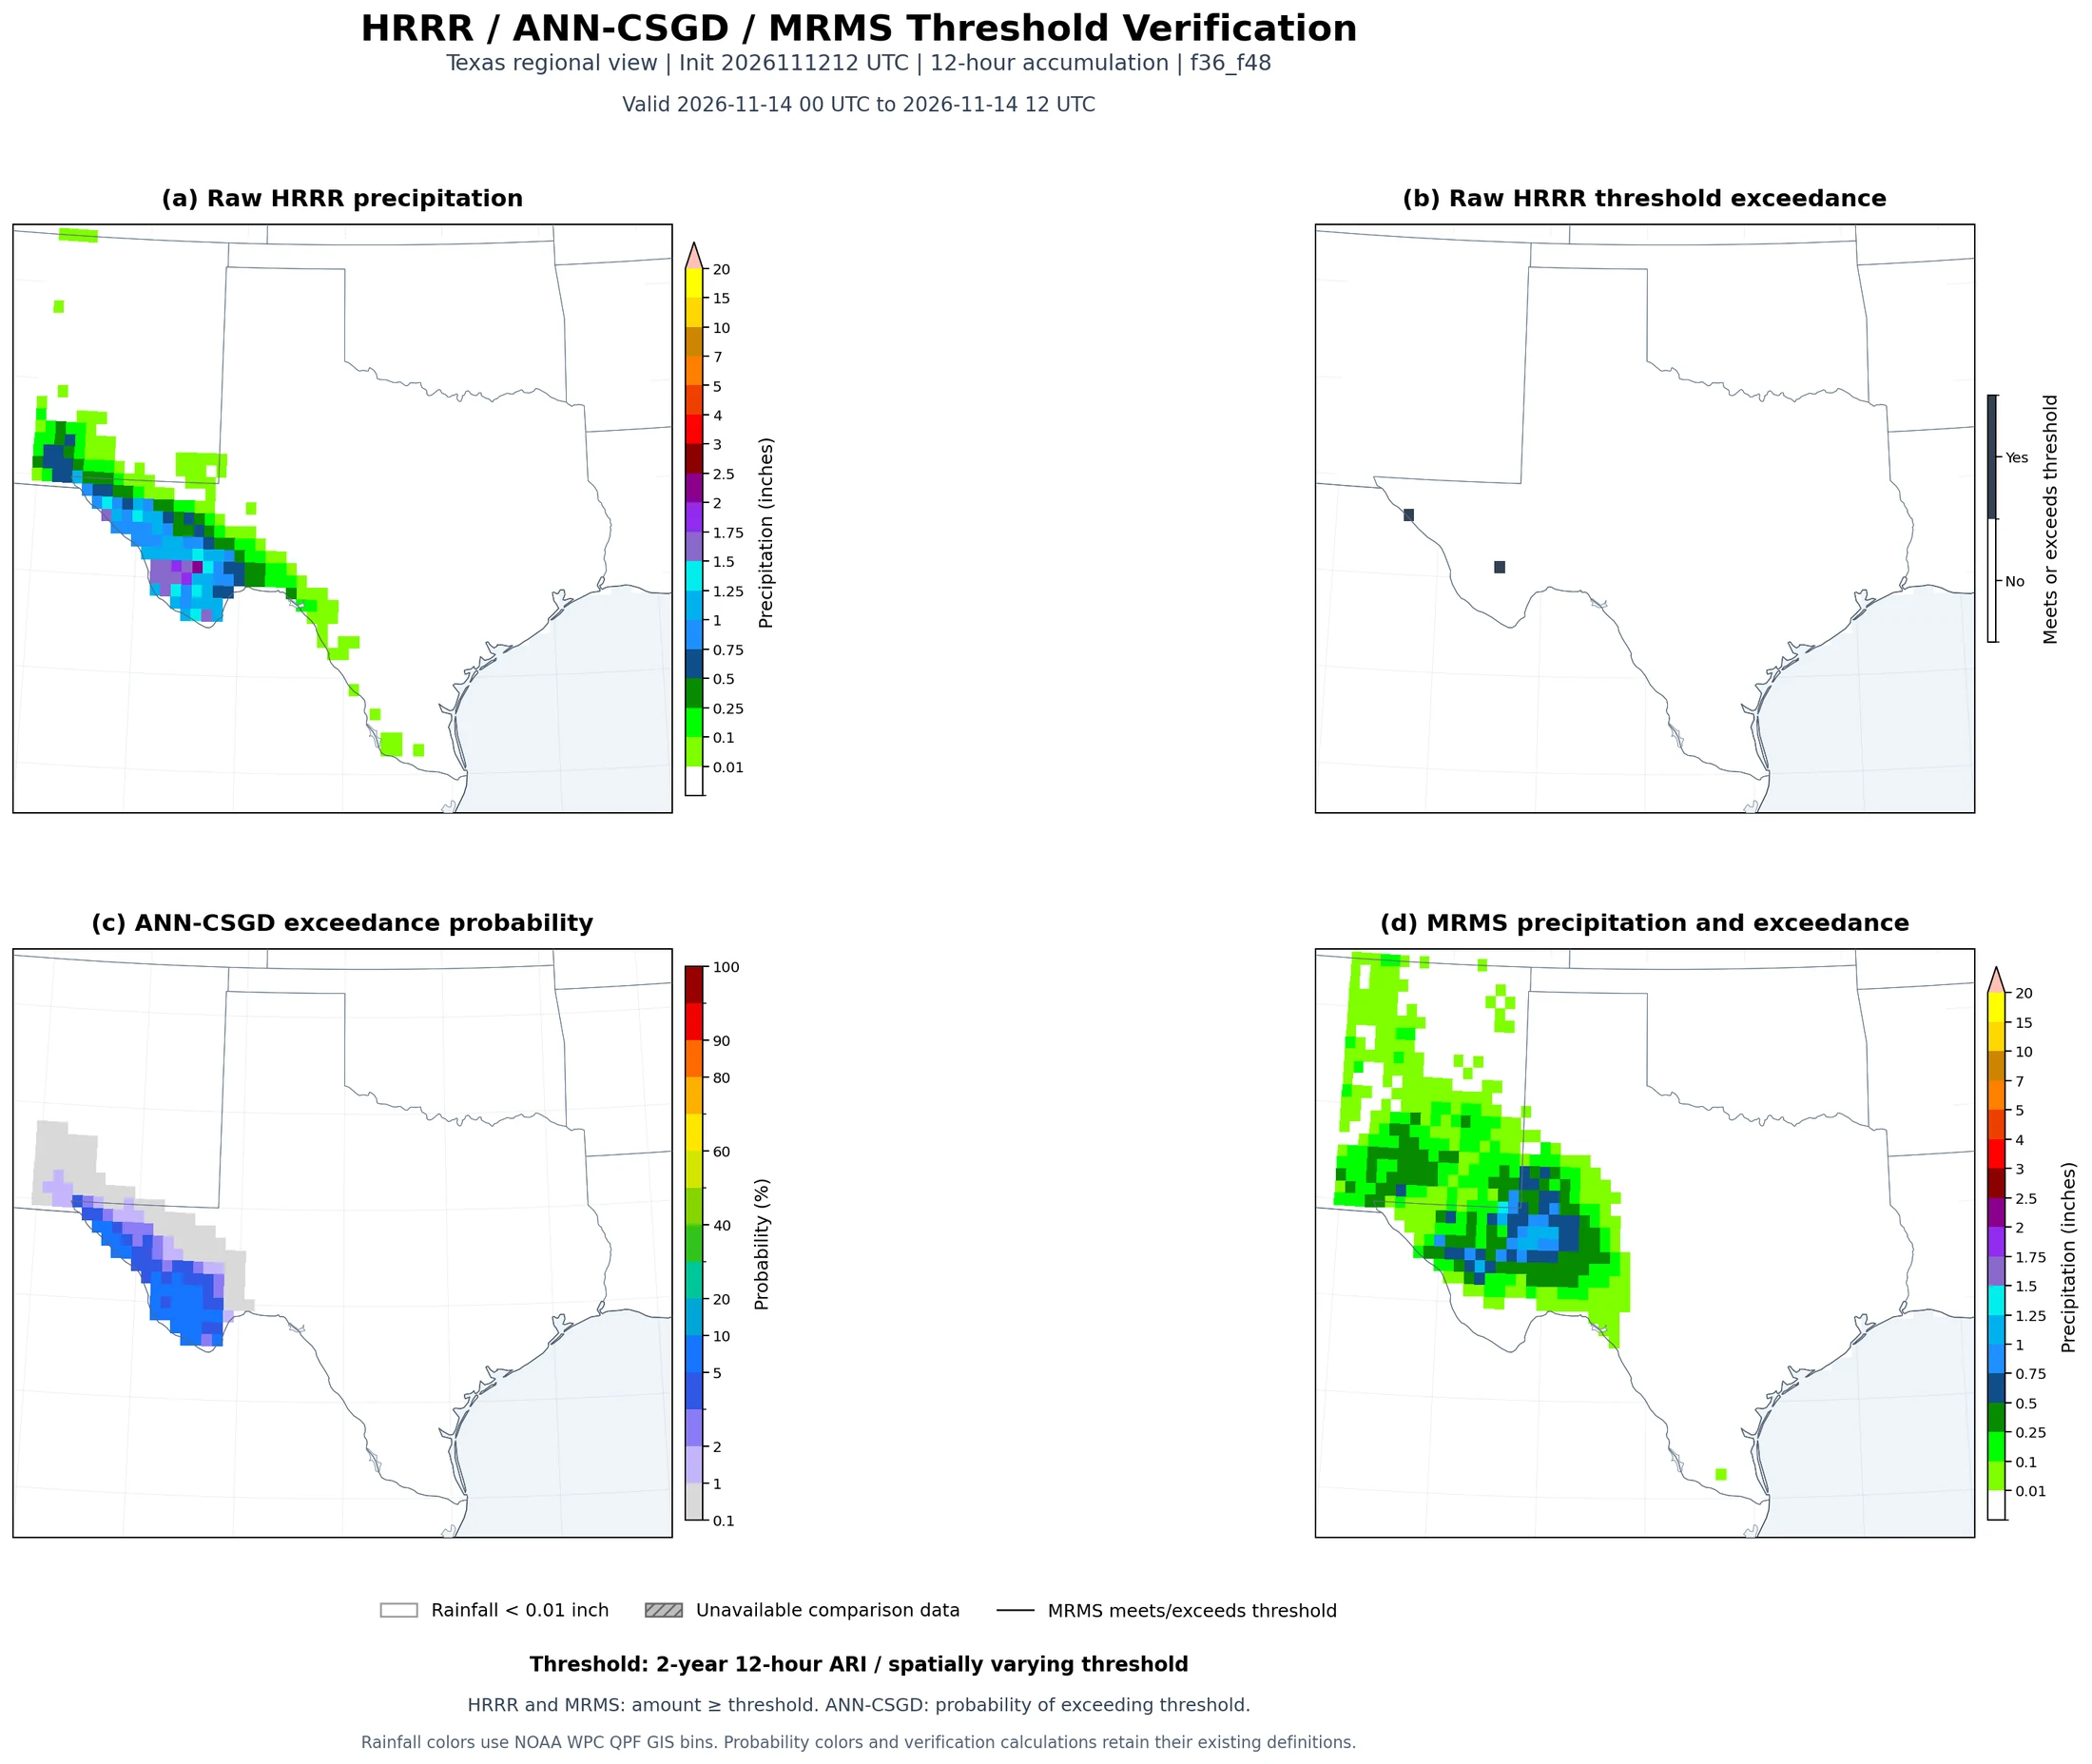 HRRR / ANN-CSGD / MRMS Threshold Verification
Texas regional view | Init 2026111212 UTC | 12-hour accumulation | f36_f48
Valid 2026-11-14 00 UTC to 2026-11-14 12 UTC
(a) Raw HRRR precipitation
20
15
10
7
5
4
3
2.5
2
1.75
1.5
1.25
1
0.75
0.5
0.25
0.1
0.01
Precipitation (inches)
(b) Raw HRRR threshold exceedance
Yes
No
Meets or exceeds threshold
(c) ANN-CSGD exceedance probability
100
90
80
60
40
20
10
5
2
1
0.1
Probability (%)
(d) MRMS precipitation and exceedance
20
15
10
7
5
4
3
2.5
2
1.75
1.5
1.25
1
0.75
0.5
0.25
0.1
0.01
Precipitation (inches)
Rainfall < 0.01 inch
Unavailable comparison data
MRMS meets/exceeds threshold
Threshold: 2-year 12-hour ARI / spatially varying threshold
HRRR and MRMS: amount ≥ threshold. ANN-CSGD: probability of exceeding threshold.
Rainfall colors use NOAA WPC QPF GIS bins. Probability colors and verification calculations retain their existing definitions.